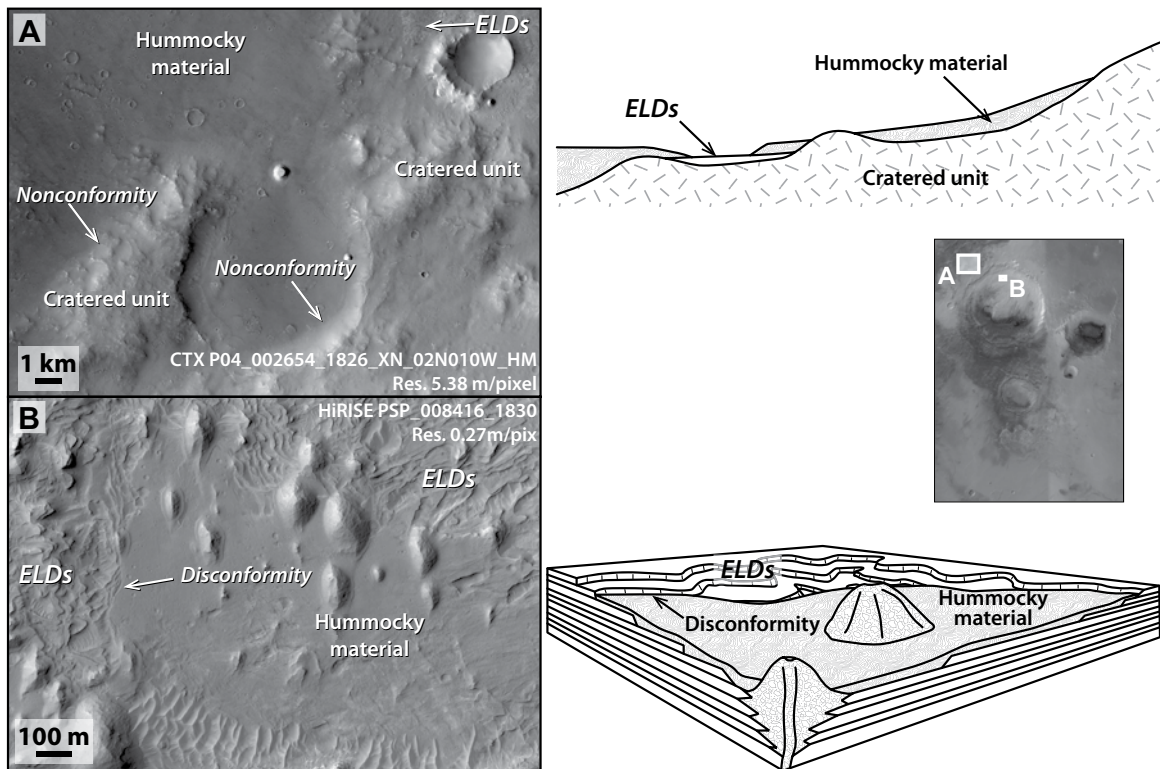 A
ELDs
Hummocky
material
Cratered unit
Nonconformity
Nonconformity
Cratered unit
1 km
CTX P04_002654_1826_XN_02N010W_HM
Res. 5.38 m/pixel
B
HiRISE PSP_008416_1830
Res. 0.27m/pix
ELDs
ELDs
Disconformity
Hummocky
material
100 m
Hummocky material
ELDs
Cratered unit
A
B
ELDs
Disconformity
Hummocky
material